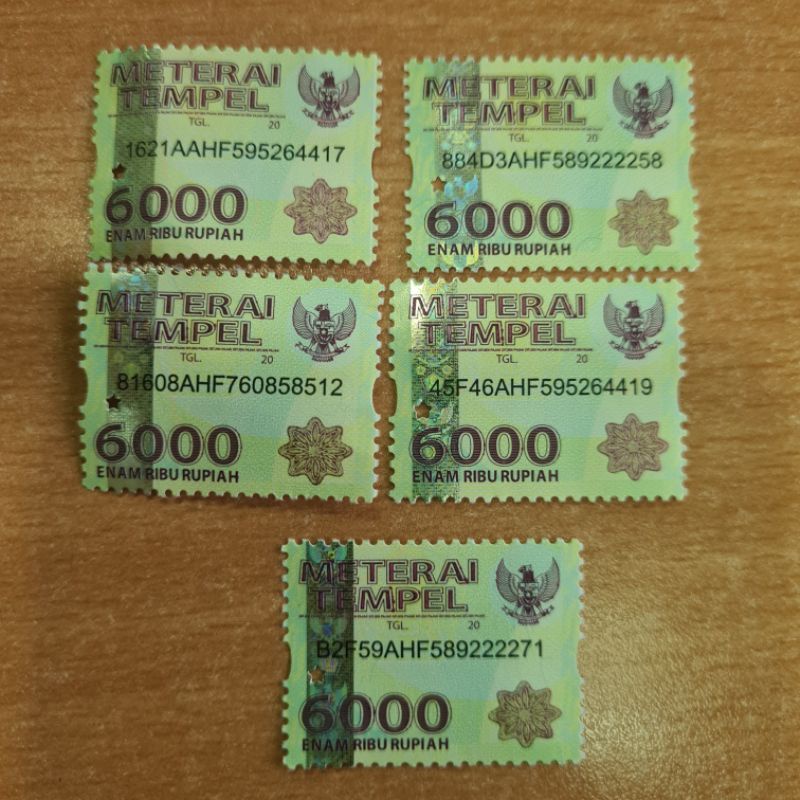 METERAI
TEMPEL
TGL. 20
1621AAHF595264417
6000
ENAM RIBU RUPIAH
METERAI
TEMPEL
TGL. 20
884D3AHF589222258
6000
ENAM RIBU RUPIAH
METERAI
TEMPEL
TGL. 20
81608AHF760858512
6000
ENAM RIBU RUPIAH
METERAI
TEMPEL
TGL. 20
45F46AHF595264419
6000
ENAM RIBU RUPIAH
METERAI
TEMPEL
TGL. 20
B2F59AHF589222271
6000
ENAM RIBU RUPIAH